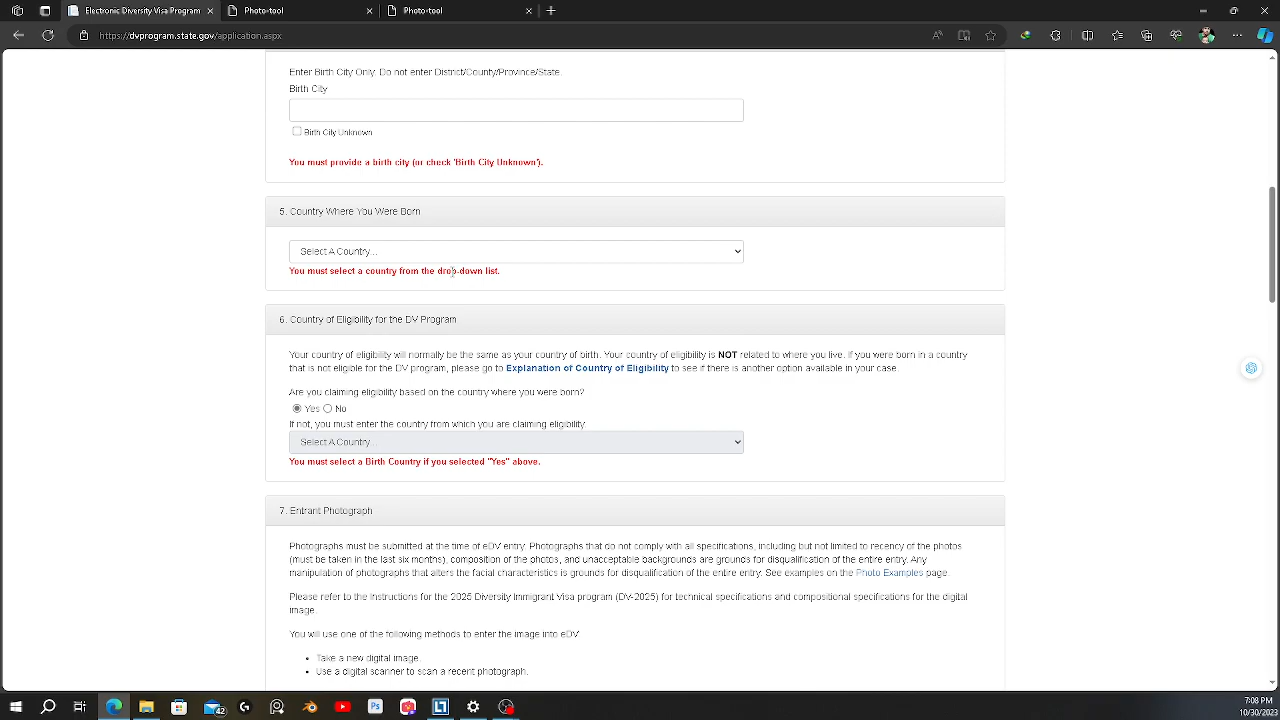 Electronic Diversity Visa Program
Photo-tool
Photo-tool
https://dvprogram.state.gov/application.aspx
Enter Birth City Only. Do not enter District/County/Province/State.
Birth City
Birth City Unknown
You must provide a birth city (or check 'Birth City Unknown').
5. Country Where You Were Born
Select A Country...
You must select a country from the drop-down list.
6. Country of Eligibility for the DV Program
Your country of eligibility will normally be the same as your country of birth. Your country of eligibility is NOT related to where you live. If you were born in a country
that is not eligible for the DV program, please go to Explanation of Country of Eligibility to see if there is another option available in your case.
Are you claiming eligibility based on the country where you were born?
Yes No
If not, you must enter the country from which you are claiming eligibility
Select A Country...
You must select a Birth Country if you selected "Yes" above.
7. Entrant Photograph
Photographs must be submitted at the time of eDV entry. Photographs that do not comply with all specifications, including but not limited to recency of the photos
(must be taken in the last six months), composition of the photos, and unacceptable backgrounds are grounds for disqualification of the entire entry. Any
manipulation of photographs that alters the facial characteristics is grounds for disqualification of the entire entry. See examples on the Photo Examples page.
Please refer to the Instructions for the 2025 Diversity Immigrant Visa program (DV-2025) for technical specifications and compositional specifications for the digital
image.
You will use one of the following methods to enter the image into eDV
• Take a new digital image.
• Use a digital scanner to scan a recent photograph.
42
Ps
7:08 PM
10/30/2023